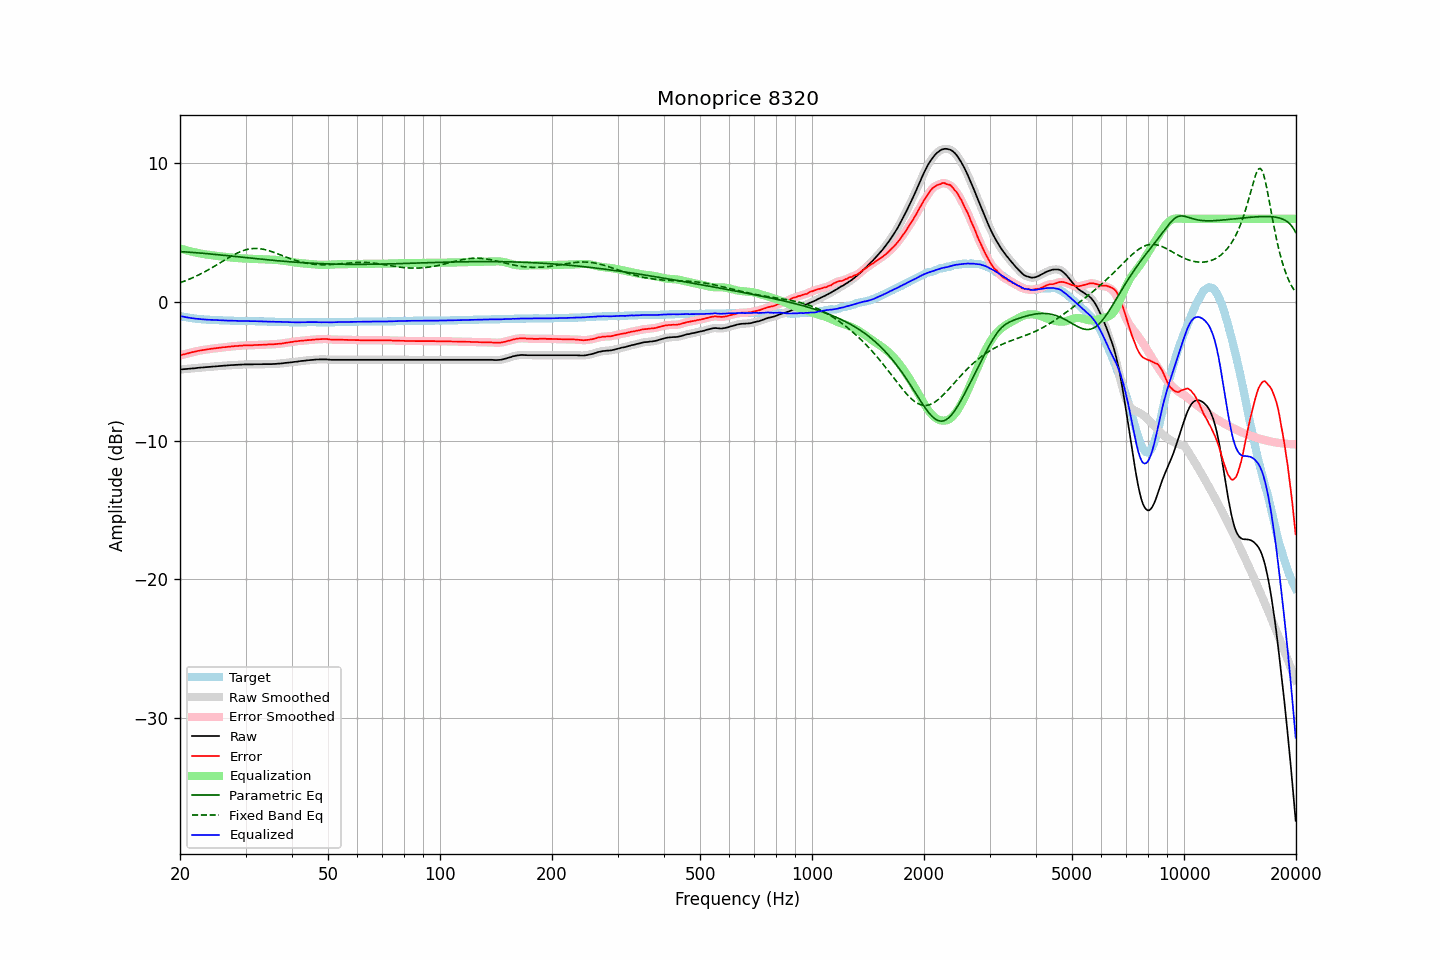 Monoprice 8320
Amplitude (dBr)
10
0
−10
−20
−30
Target
Raw Smoothed
Error Smoothed
Raw
Error
Equalization
Parametric Eq
Fixed Band Eq
Equalized
20 50 100 200 500 1000 2000 5000 10000 20000
Frequency (Hz)